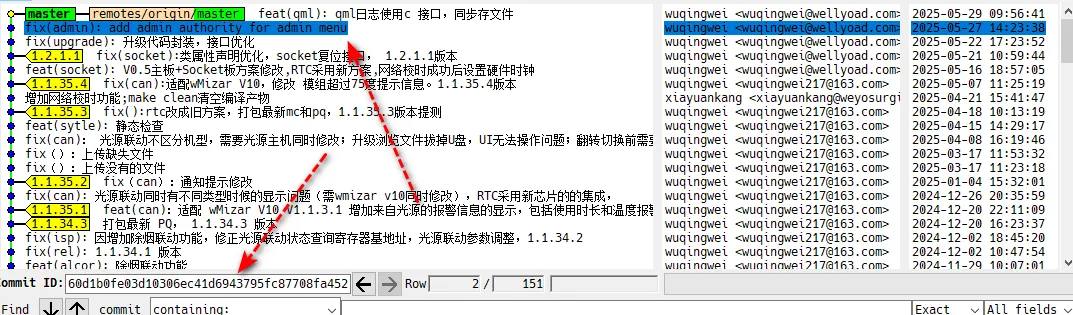 master remotes/origin/master feat(qml): qml日志使用c 接口，同步存文件 wuqingwei <wuqingwei@wellyoad.com> 2025-05-29 09:56:41
fix(admin): add admin authority for admin menu wuqingwei <wuqingwei@wellyoad.com> 2025-05-27 14:23:38
fix(upgrade): 升级代码封装，接口优化 wuqingwei <wuqingwei@wellyoad.com> 2025-05-22 17:23:52
1.2.1.1 fix(socket):类属性声明优化，socket复位接口， 1.2.1.1版本 wuqingwei <wuqingwei@wellyoad.com> 2025-05-21 10:59:44
feat(socket): V0.5主板+Socket板方案修改,RTC采用新方案,网络校时成功后设置硬件时钟 wuqingwei <wuqingwei@wellyoad.com> 2025-05-16 18:57:05
1.1.35.4 fix(can):适配wMizar V10，修改 模组超过75度提示信息。1.1.35.4版本 wuqingwei <wuqingwei@wellyoad.com> 2025-05-07 11:25:19
增加网络校时功能;make clean清空编译产物 xiayuankang <xiayuankang@weyosurgi 2025-04-21 15:41:47
1.1.35.3 fix():rtc改成旧方案，打包最新mc和pq，1.1.35.3版本提测 wuqingwei <wuqingwei217@163.com> 2025-04-18 10:13:19
feat(sytle): 静态检查 wuqingwei <wuqingwei217@163.com> 2025-04-15 14:29:17
fix(can): 光源联动不区分机型，需要光源主机同时修改；升级浏览文件拔掉U盘，UI无法操作问题；翻转切换前需要 wuqingwei <wuqingwei217@163.com> 2025-04-08 16:19:46
fix（）：上传缺失文件 wuqingwei <wuqingwei217@163.com> 2025-03-17 11:53:32
fix（）：上传没有的文件 wuqingwei <wuqingwei217@163.com> 2025-03-17 11:23:18
1.1.35.2 fix（can）：通知提示修改 wuqingwei <wuqingwei217@163.com> 2025-01-04 15:32:01
fix(can): 光源联动同时有不同类型时候的显示问题（需wmizar v10同时修改），RTC采用新芯片的的集成， wuqingwei <wuqingwei217@163.com> 2024-12-26 20:35:59
1.1.35.1 feat(can): 适配 wMizar V10 V1.1.3.1 增加来自光源的报警信息的显示，包括使用时长和温度报警 wuqingwei <wuqingwei217@163.com> 2024-12-20 22:11:09
1.1.34.3 打包最新 PQ， 1.1.34.3 版本 wuqingwei <wuqingwei217@163.com> 2024-12-20 16:23:37
fix(isp): 因增加除烟联动功能，修正光源联动状态查询寄存器基地址，光源联动参数调整，1.1.34.2 wuqingwei <wuqingwei217@163.com> 2024-12-02 18:45:20
fix(rel): 1.1.34.1 版本 wuqingwei <wuqingwei217@163.com> 2024-12-02 10:47:54
feat(alcor): 除烟联动功能 wuqingwei <wuqingwei217@163.com> 2024-11-29 10:07:01
Commit ID: 60d1b0fe03d10306ec41d6943795fc87708fa452 Row 2 / 151
Find commit containing: Exact All fields